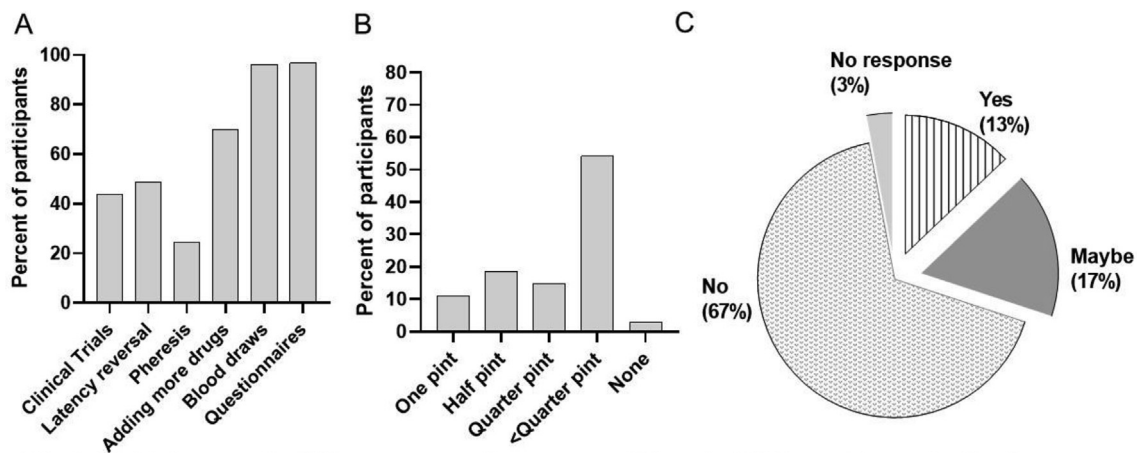 A
Percent of participants
100
80
60
40
20
0
Clinical Trials
Latency reversal
Pheresis
Adding more drugs
Blood draws
Questionnaires
B
Percent of participants
80
70
60
50
40
30
20
10
0
One pint
Half pint
Quarter pint
<Quarter pint
None
C
No response
(3%)
Yes
(13%)
Maybe
(17%)
No
(67%)